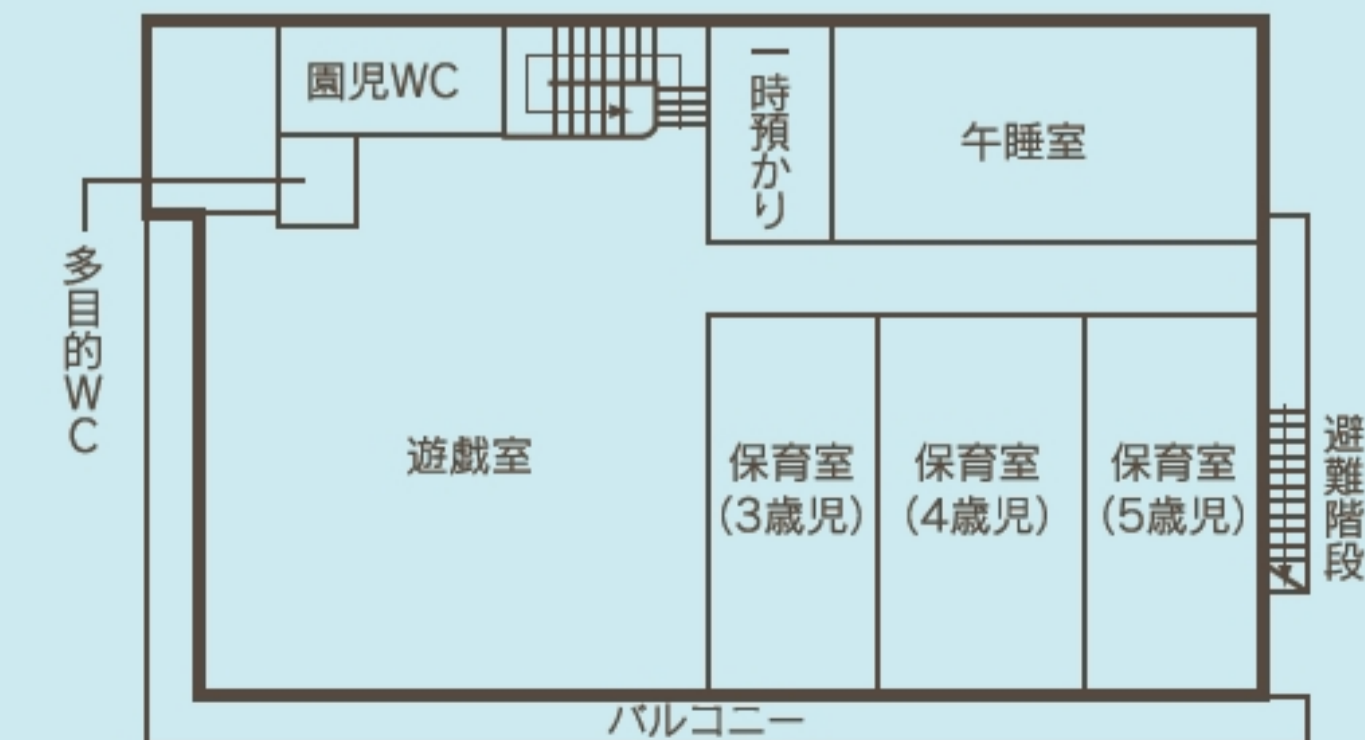 園児WC
一時預かり
午睡室
多目的WC
遊戯室
保育室
(3歳児)
保育室
(4歳児)
保育室
(5歳児)
避難階段
バルコニー